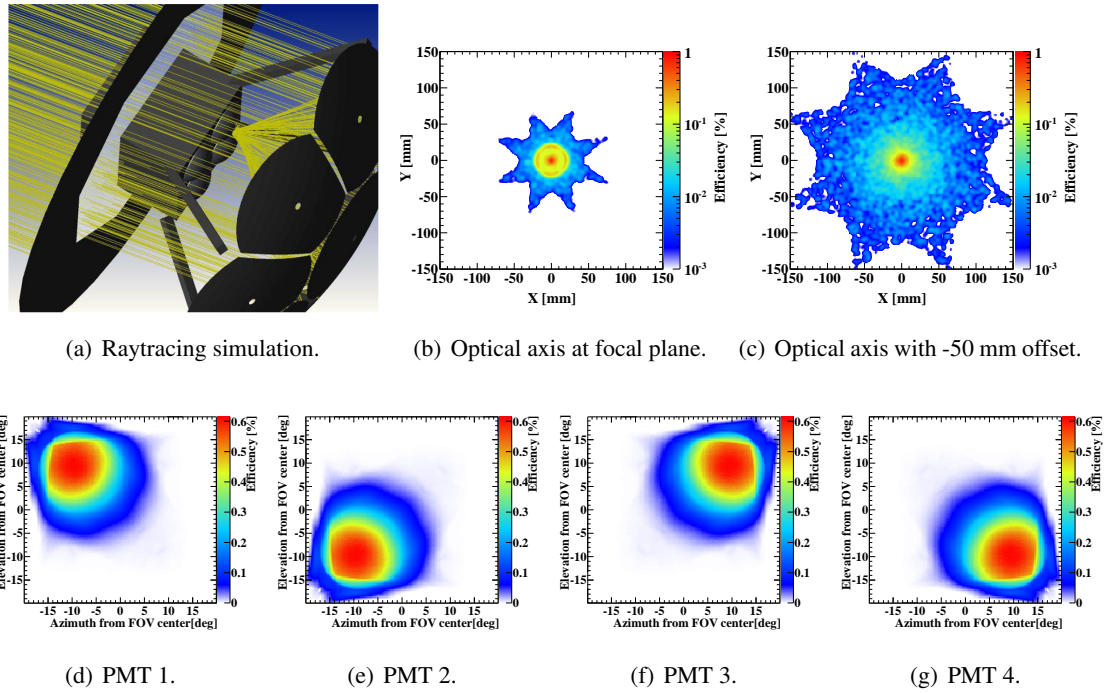 150
100
50
0
-50
-100
-150
Y [mm]
-150 -100 -50 0 50 100 150
X [mm]
1
10-1
10-2
10-3
Efficiency [%]
150
100
50
0
-50
-100
-150
Y [mm]
-150 -100 -50 0 50 100 150
X [mm]
1
10-1
10-2
10-3
Efficiency [%]
(a) Raytracing simulation.
(b) Optical axis at focal plane.
(c) Optical axis with -50 mm offset.
Elevation from FOV center [deg]
15
10
5
0
-5
-10
-15
-15 -10 -5 0 5 10 15
Azimuth from FOV center[deg]
0.6
0.5
0.4
0.3
0.2
0.1
0
Efficiency [%]
Elevation from FOV center [deg]
15
10
5
0
-5
-10
-15
-15 -10 -5 0 5 10 15
Azimuth from FOV center[deg]
0.6
0.5
0.4
0.3
0.2
0.1
0
Efficiency [%]
Elevation from FOV center [deg]
15
10
5
0
-5
-10
-15
-15 -10 -5 0 5 10 15
Azimuth from FOV center[deg]
0.6
0.5
0.4
0.3
0.2
0.1
0
Efficiency [%]
Elevation from FOV center [deg]
15
10
5
0
-5
-10
-15
-15 -10 -5 0 5 10 15
Azimuth from FOV center[deg]
0.6
0.5
0.4
0.3
0.2
0.1
0
Efficiency [%]
(d) PMT 1.
(e) PMT 2.
(f) PMT 3.
(g) PMT 4.